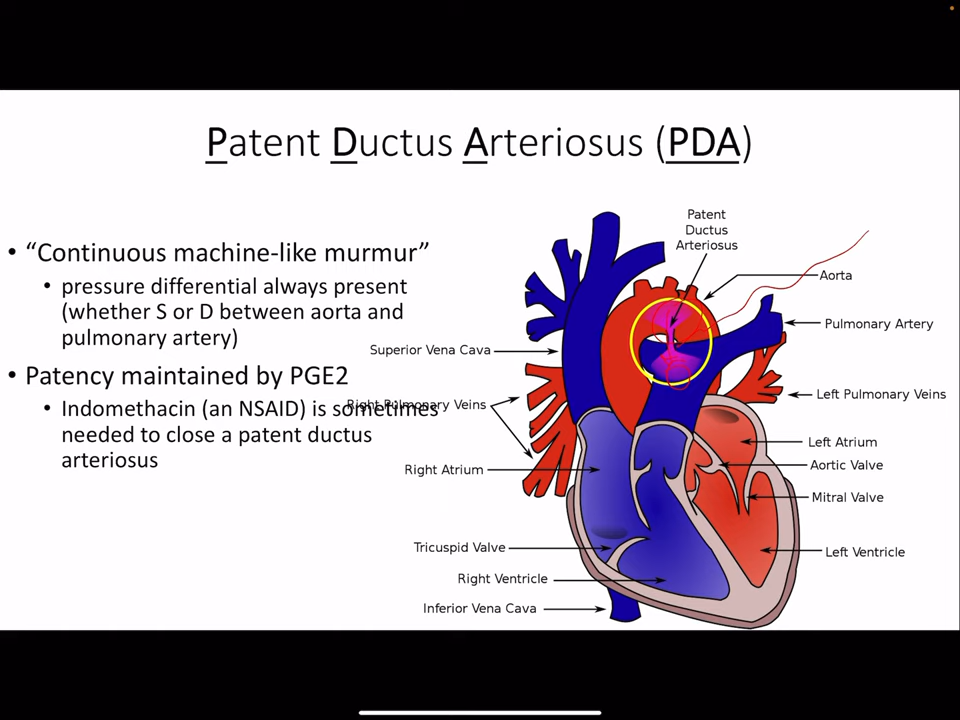 Patent Ductus Arteriosus (PDA)
• “Continuous machine-like murmur”
• pressure differential always present
(whether S or D between aorta and
pulmonary artery)
• Patency maintained by PGE2
• Indomethacin (an NSAID) is sometimes
needed to close a patent ductus
arteriosus
Patent
Ductus
Arteriosus
Aorta
Pulmonary Artery
Superior Vena Cava
Left Pulmonary Veins
Right Pulmonary Veins
Left Atrium
Aortic Valve
Right Atrium
Mitral Valve
Tricuspid Valve
Left Ventricle
Right Ventricle
Inferior Vena Cava